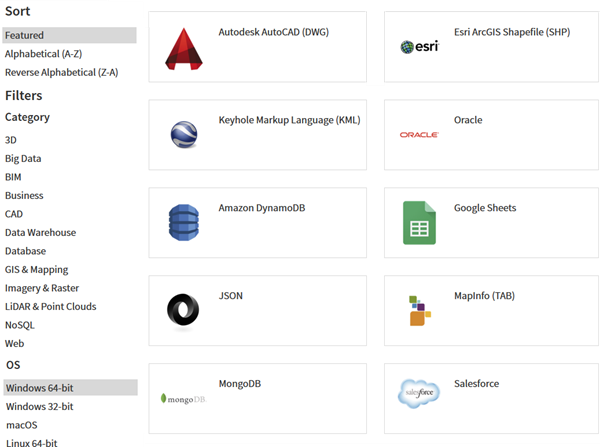 Sort
Featured
Alphabetical (A-Z)
Reverse Alphabetical (Z-A)
Filters
Category
3D
Big Data
BIM
Business
CAD
Data Warehouse
Database
GIS & Mapping
Imagery & Raster
LiDAR & Point Clouds
NoSQL
Web
OS
Windows 64-bit
Windows 32-bit
macOS
Linux 64-bit
Autodesk AutoCAD (DWG)
esri
Esri ArcGIS Shapefile (SHP)
Keyhole Markup Language (KML)
ORACLE
Oracle
Amazon DynamoDB
Google Sheets
JSON
MapInfo (TAB)
mongoDB
MongoDB
salesforce
Salesforce